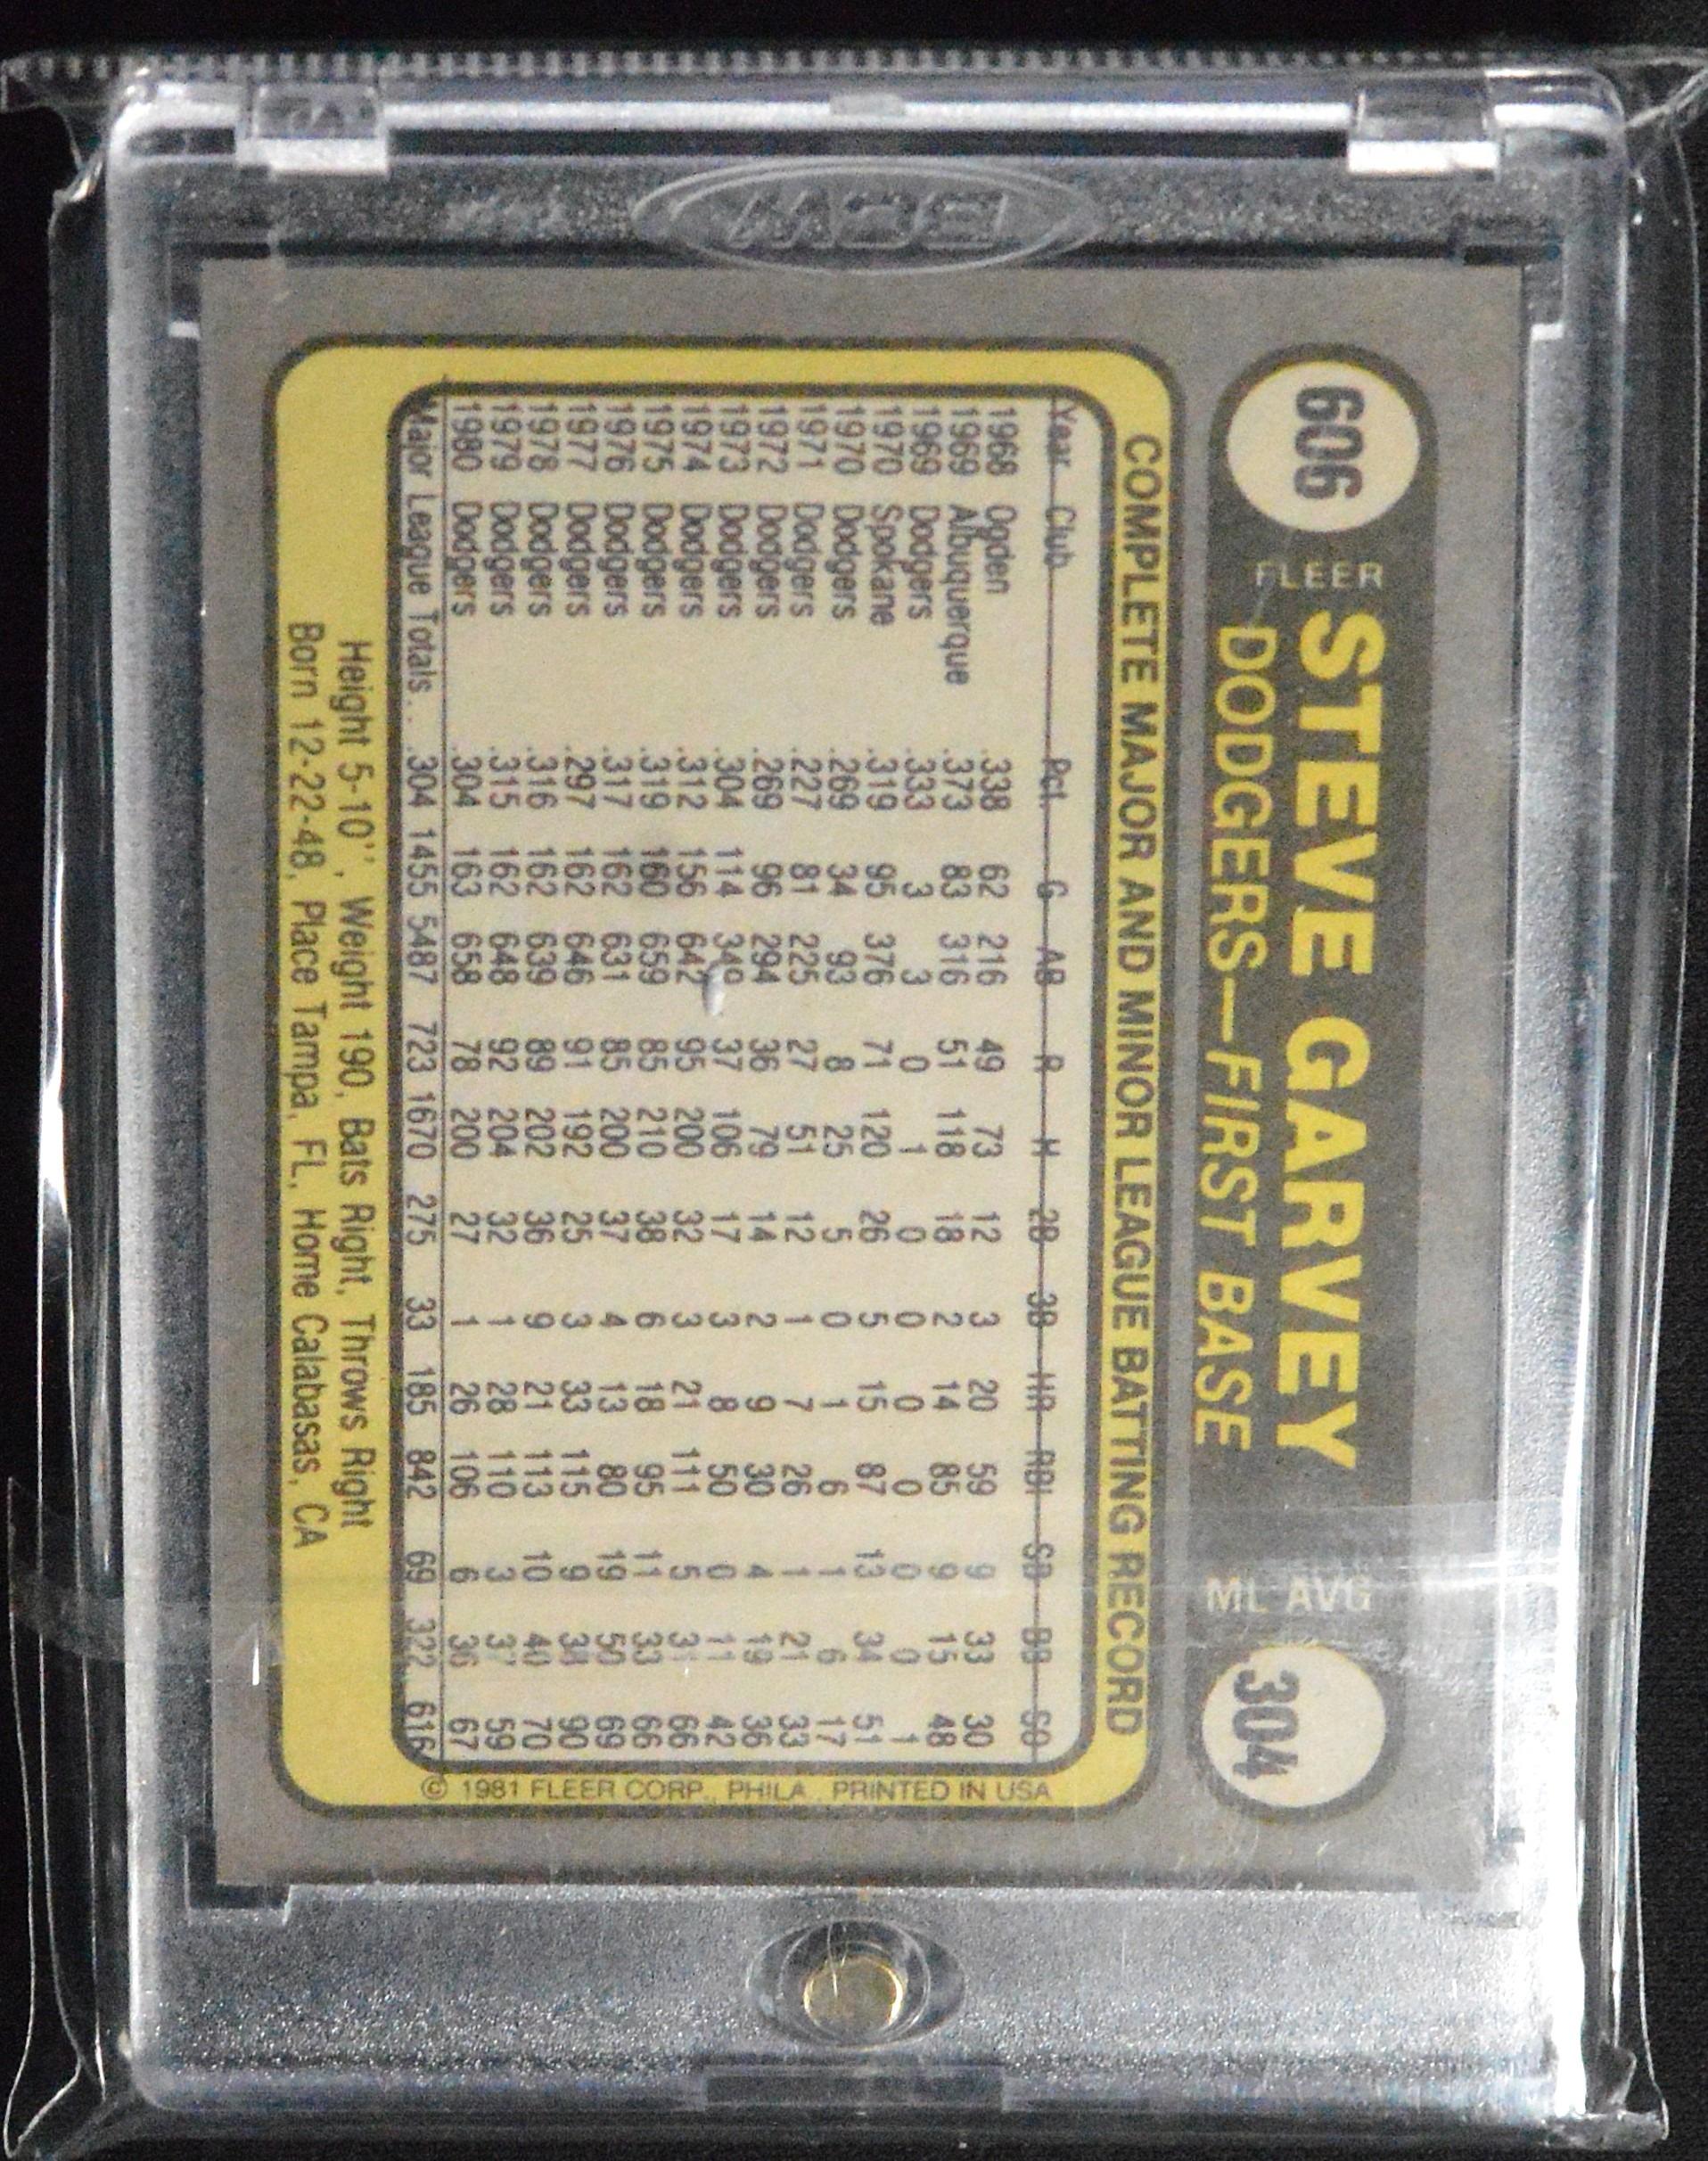 BCW
606 FLEER STEVE GARVEY ML AVG 304
DODGERS—FIRST BASE
COMPLETE MAJOR AND MINOR LEAGUE BATTING RECORD
Year Club Pct. G AB R H 2B 3B HR RBI SB BB SO
1968 Ogden .338 62 216 49 73 12 3 20 59 9 33 30
1969 Albuquerque .373 83 316 51 118 18 2 14 85 9 15 48
1969 Dodgers .333 3 3 0 1 0 0 0 0 0 0 1
1970 Spokane .319 95 376 71 120 26 5 15 87 13 34 51
1970 Dodgers .269 34 93 8 25 5 0 1 6 1 6 17
1971 Dodgers .227 81 225 27 51 12 1 7 26 1 21 33
1972 Dodgers .269 96 294 36 79 14 2 9 30 4 19 36
1973 Dodgers .304 114 349 37 106 17 3 8 50 0 11 42
1974 Dodgers .312 156 642 95 200 32 3 21 111 5 31 66
1975 Dodgers .319 160 659 85 210 38 6 18 95 11 33 66
1976 Dodgers .317 162 631 85 200 37 4 13 80 19 50 69
1977 Dodgers .297 162 646 91 192 25 3 33 115 9 38 90
1978 Dodgers .316 162 639 89 202 36 9 21 113 10 40 70
1979 Dodgers .315 162 648 92 204 32 1 28 110 3 37 59
1980 Dodgers .304 163 658 78 200 27 1 26 106 6 36 67
Major League Totals . . .304 1455 5487 723 1670 275 33 185 842 69 322 616
Height 5-10'', Weight 190, Bats Right, Throws Right
Born 12-22-48, Place Tampa, FL, Home Calabasas, CA
© 1981 FLEER CORP., PHILA. PRINTED IN USA